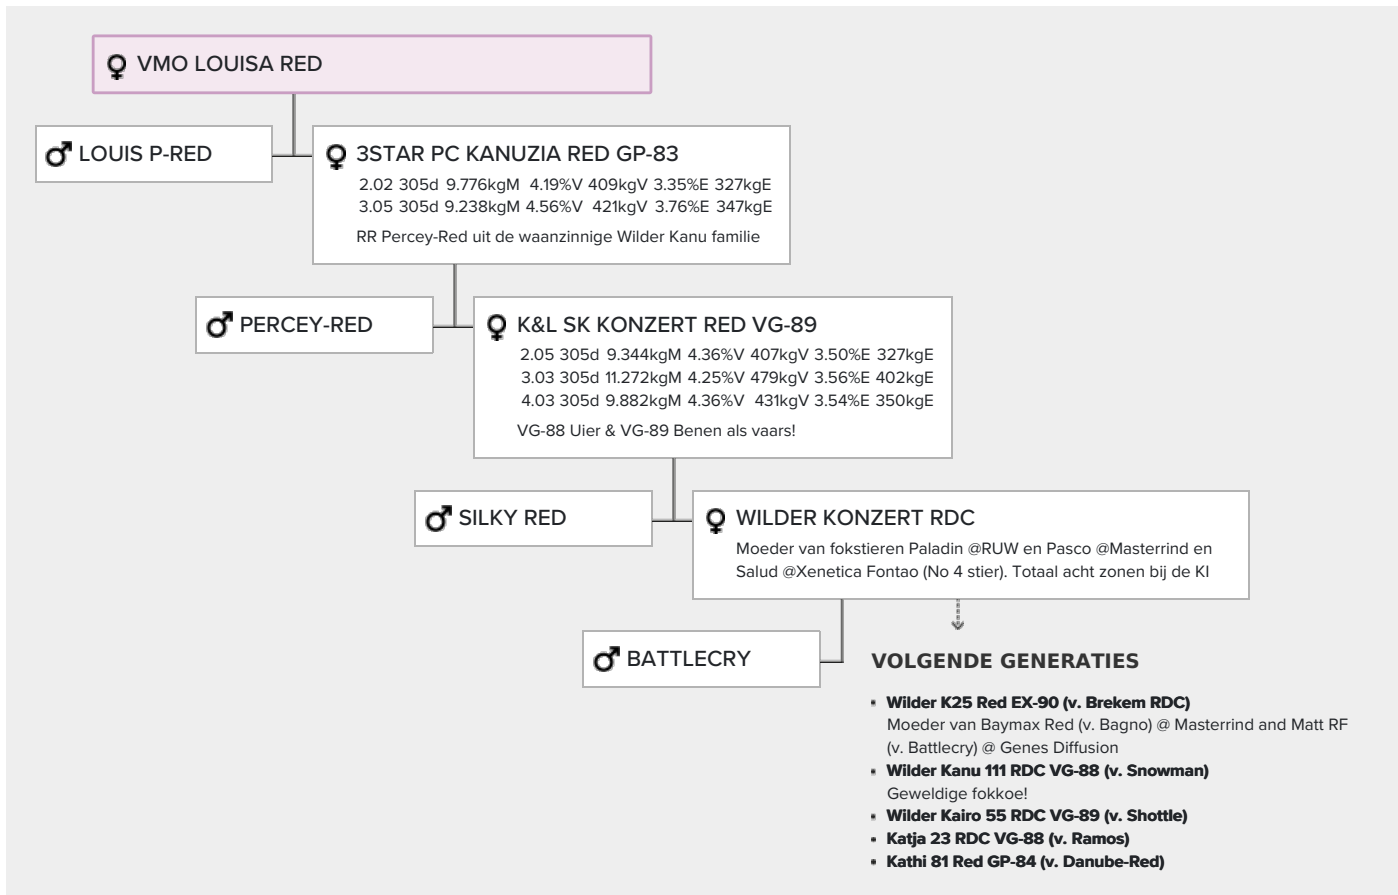 VMO LOUISA RED
LOUIS P-RED
3STAR PC KANUZIA RED GP-83
2.02 305d 9.776kgM 4.19%V 409kgV 3.35%E 327kgE
3.05 305d 9.238kgM 4.56%V 421kgV 3.76%E 347kgE
RR Percey-Red uit de waanzinnige Wilder Kanu familie
PERCEY-RED
K&L SK KONZERT RED VG-89
2.05 305d 9.344kgM 4.36%V 407kgV 3.50%E 327kgE
3.03 305d 11.272kgM 4.25%V 479kgV 3.56%E 402kgE
4.03 305d 9.882kgM 4.36%V 431kgV 3.54%E 350kgE
VG-88 Uier & VG-89 Benen als vaars!
SILKY RED
WILDER KONZERT RDC
Moeder van fokstieren Paladin @RUW en Pasco @Masterrind en
Salud @Xenetica Fontao (No 4 stier). Totaal acht zonen bij de KI
BATTLECRY
VOLGENDE GENERATIES
▪ Wilder K25 Red EX-90 (v. Brekem RDC)
Moeder van Baymax Red (v. Bagno) @ Masterrind and Matt RF
(v. Battlecry) @ Genes Diffusion
▪ Wilder Kanu 111 RDC VG-88 (v. Snowman)
Geweldige fokkoe!
▪ Wilder Kairo 55 RDC VG-89 (v. Shottle)
▪ Katja 23 RDC VG-88 (v. Ramos)
▪ Kathi 81 Red GP-84 (v. Danube-Red)